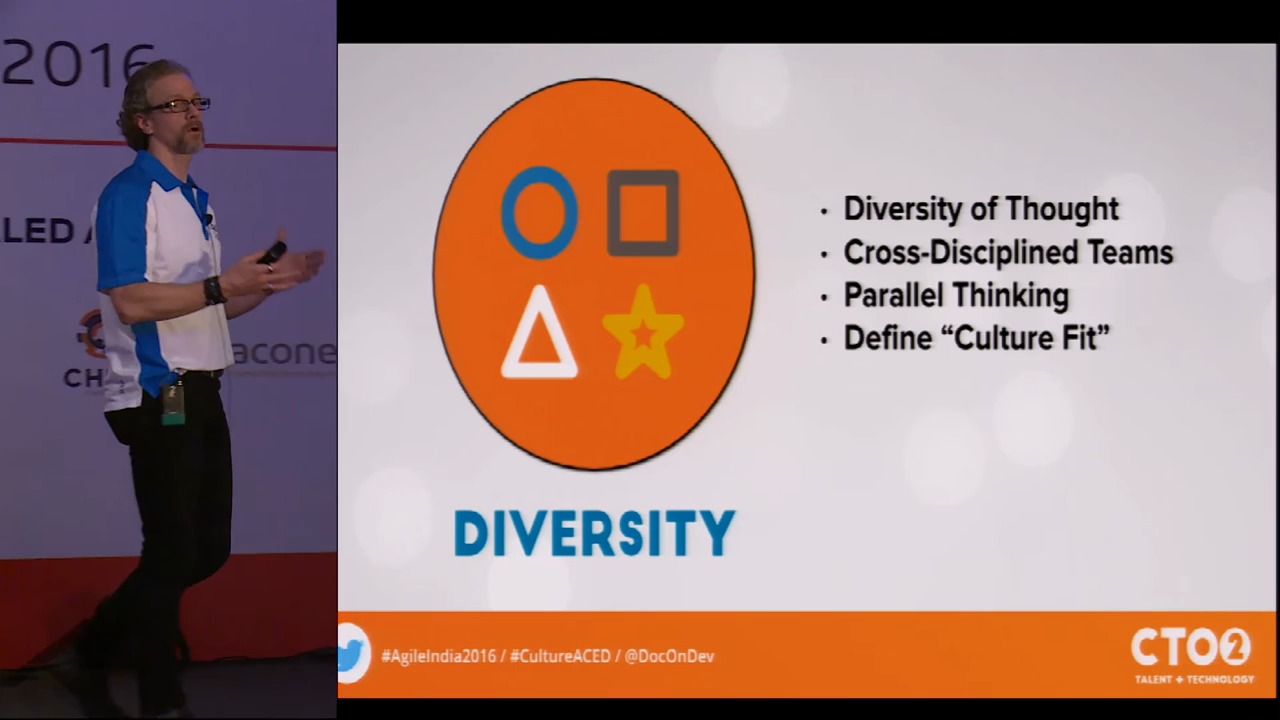 2016
LED A
CH
acone
Diversity of Thought
Cross-Disciplined Teams
Parallel Thinking
Define “Culture Fit”
DIVERSITY
#AgileIndia2016 / #CultureACED / @DocOnDev
CTO2
TALENT + TECHNOLOGY